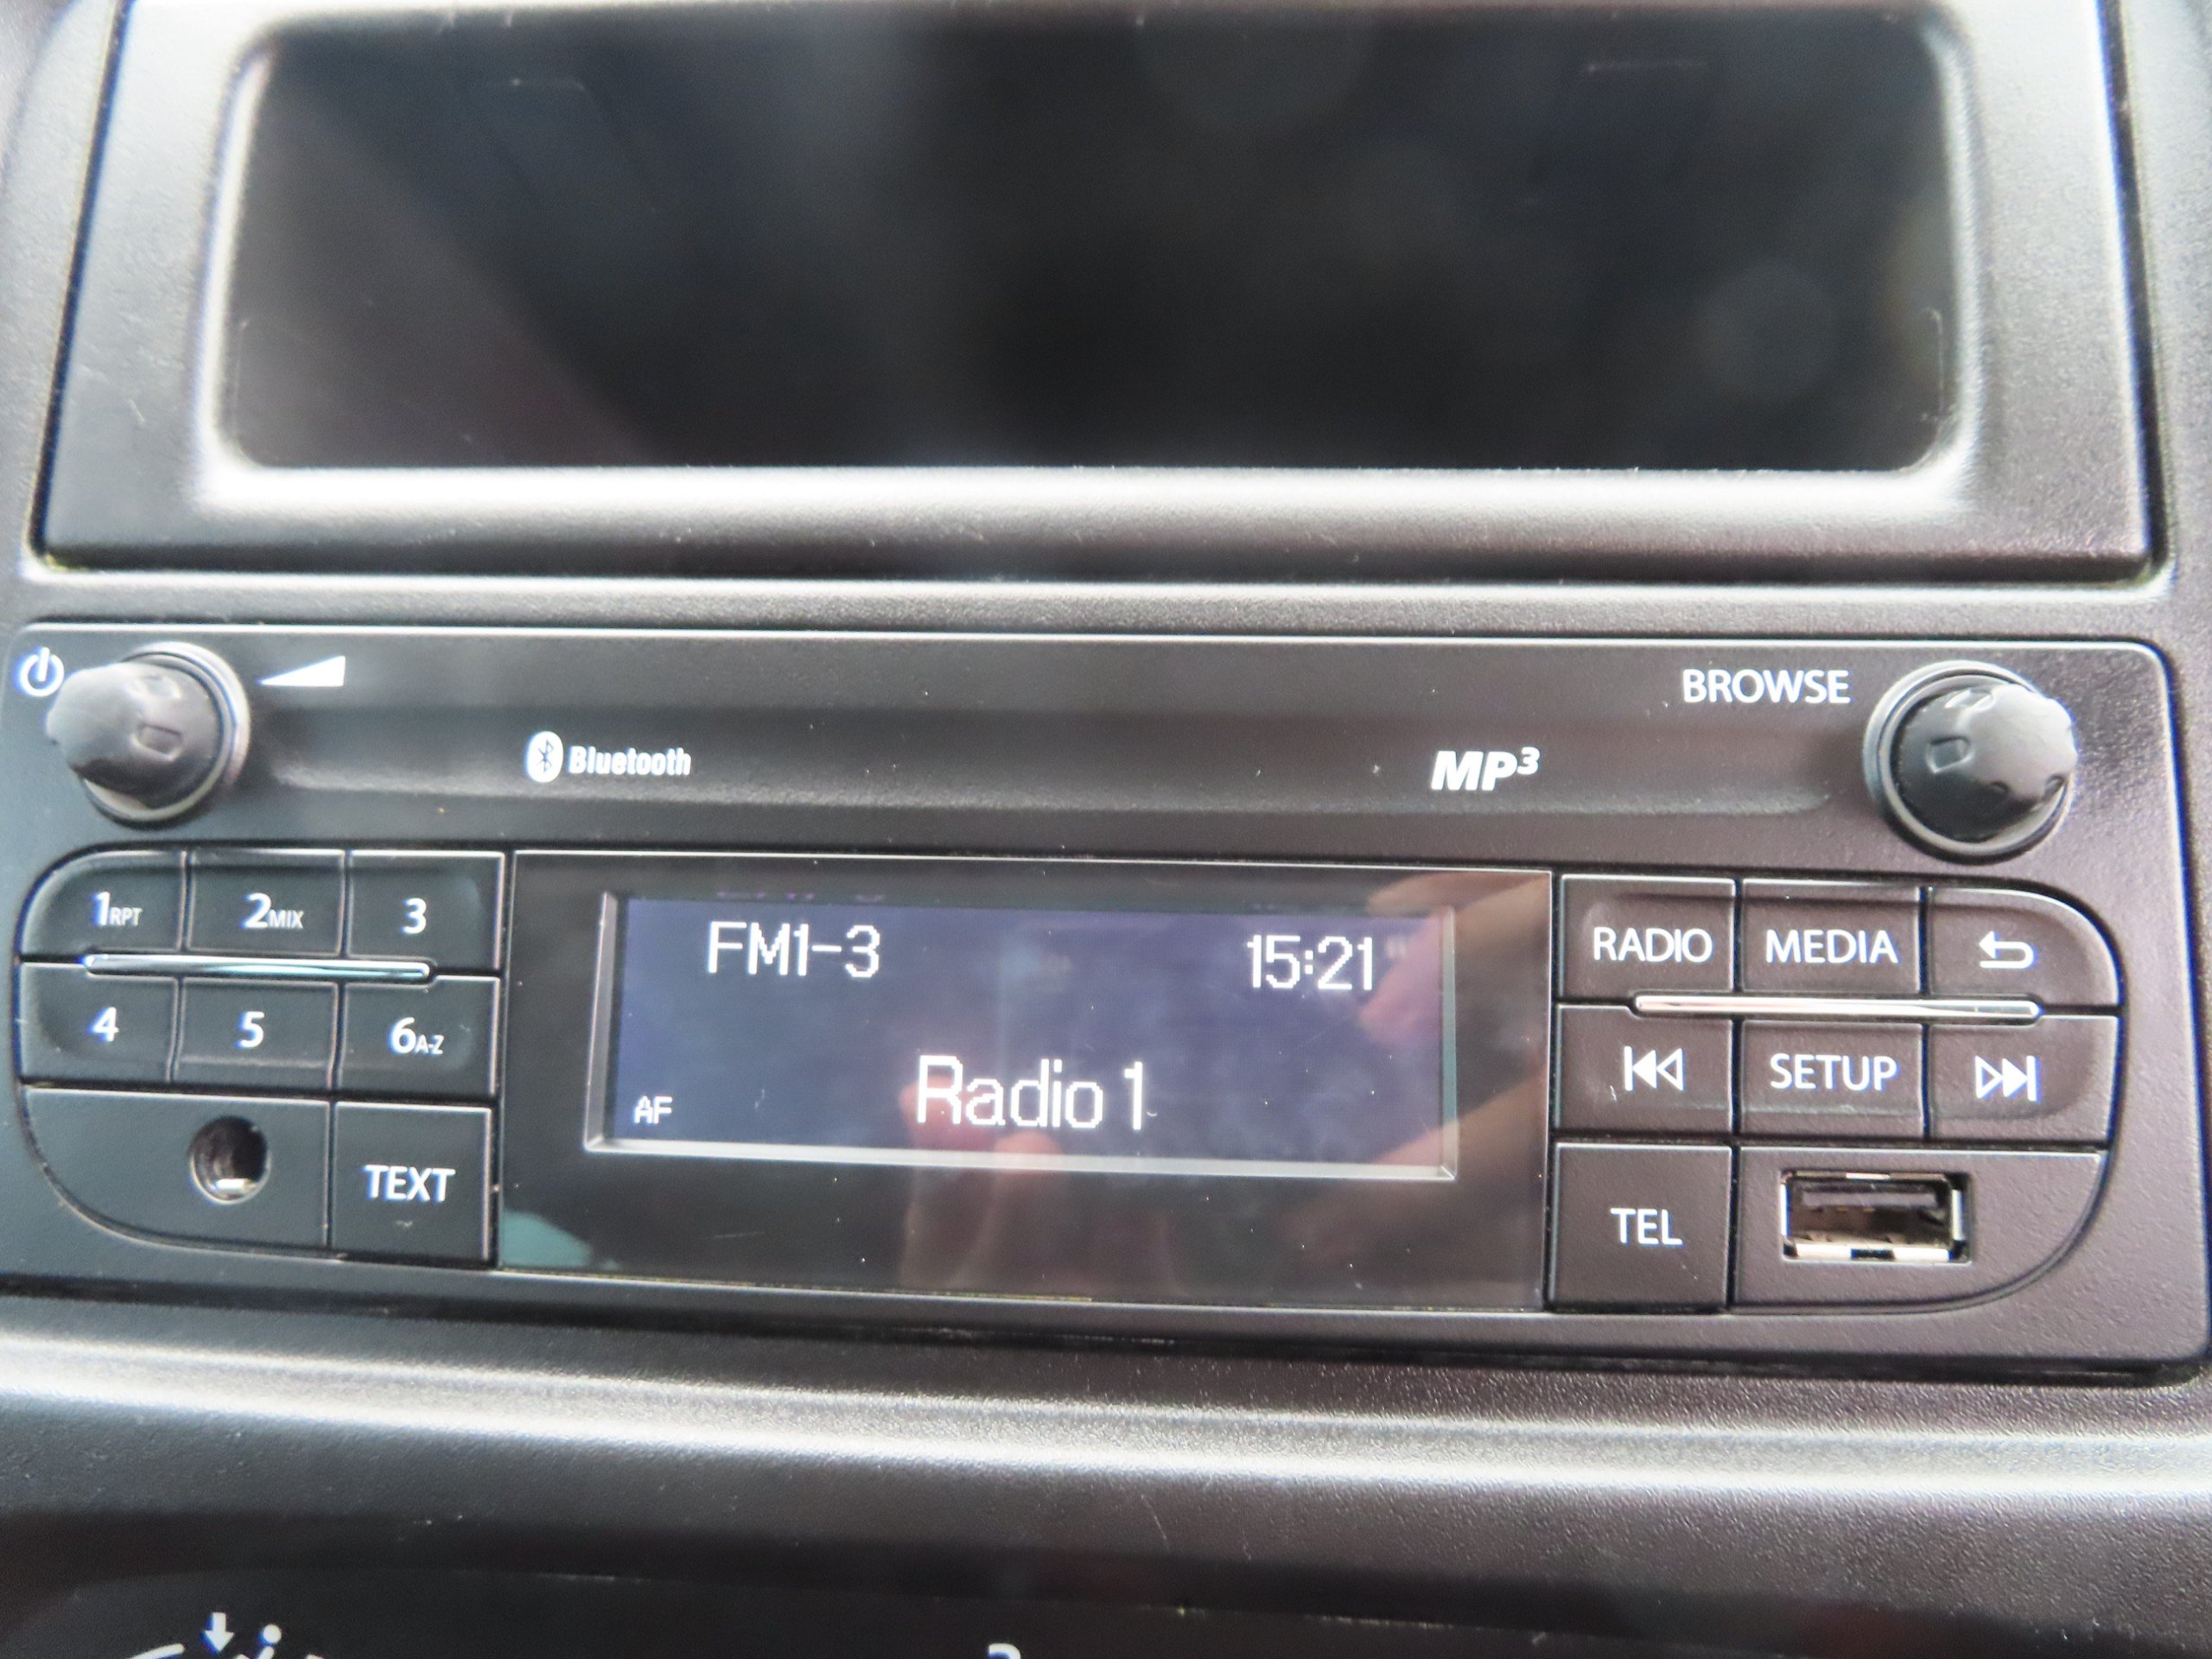 BROWSE
Bluetooth
MP3
1RPT 2MIX 3
4 5 6A-Z
TEXT
FM1-3 15:21
Radio 1
AF
RADIO MEDIA
SETUP
TEL